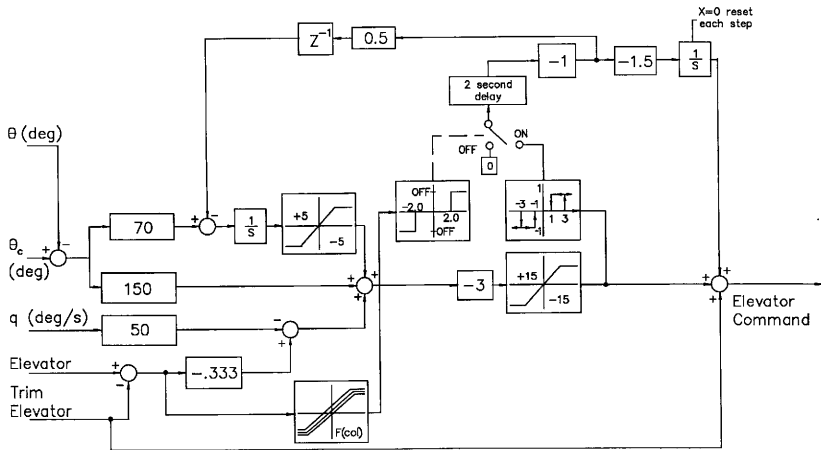 X=0 reset
each step
Z⁻¹
0.5
-1
-1.5
1
s
2 second
delay
θ (deg)
ON
OFF
0
OFF
-2.0
2.0
OFF
1
-3 -1
1 3
-1
-
+
θc
(deg)
70
+
-
1
s
+5
-5
150
+
+
+
+
-3
+15
-15
+
+
+
Elevator
Command
q (deg/s)
50
-
+
Elevator
+
-
-.333
Trim
Elevator
F(col)